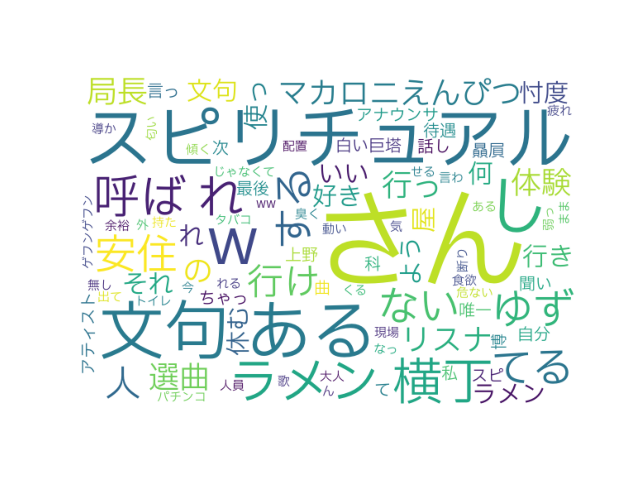 局長
言っ
文句
使っ
マカロニえんぴつ
忖度
疲れ
導か
傾く
次
アナウンサ
待遇
スピリチュアル
配置
白い巨塔
話し
贔屓
じゃなくて
最後
いい
せる
言わ
呼ばれ
する
ww
好き
行っ
何
体験
ゲフンゲフン
余裕
外
持た
臭く
さん
し
まま
タバコ
動い
屋
ある
安住
の
れ
w
上野
気
よう
行き
科
断り
それ
行け
曲
ない
食欲
聞い
無し
今
れる
くる
ゆず
出て
トイレ
ちゃっ
危ない
唯一
アティスト
文句
ある
休む
現場
リスナ
博
自分
なっ
てる
人
選曲
ラメン
横丁
私
スピ
パチンコ
人員
歌
大人
ん
て
ラメン